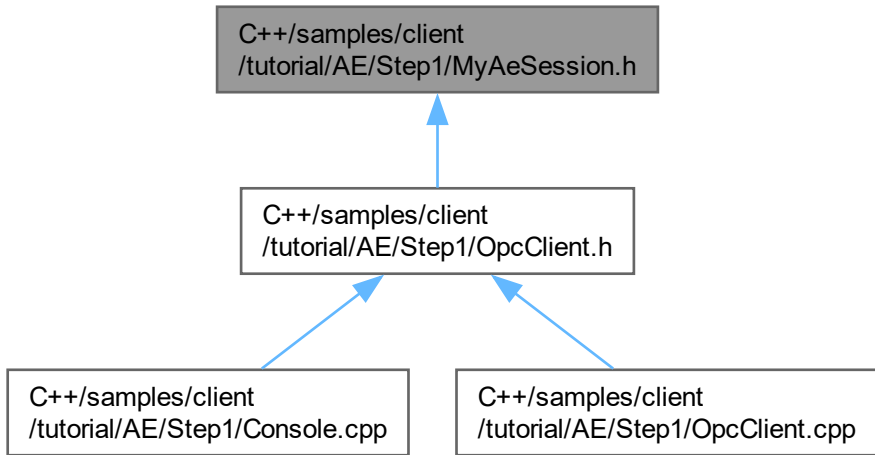 C++/samples/client
/tutorial/AE/Step1/MyAeSession.h
C++/samples/client
/tutorial/AE/Step1/OpcClient.h
C++/samples/client
/tutorial/AE/Step1/Console.cpp
C++/samples/client
/tutorial/AE/Step1/OpcClient.cpp